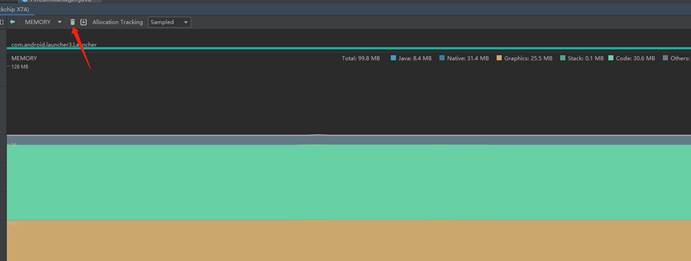 ckchip X7A)
MEMORY
Allocation Tracking Sampled
com.android.launcher3.Launcher
MEMORY Total: 99.8 MB Java: 8.4 MB Native: 31.4 MB Graphics: 25.5 MB Stack: 0.1 MB Code: 30.6 MB Others:
128 MB